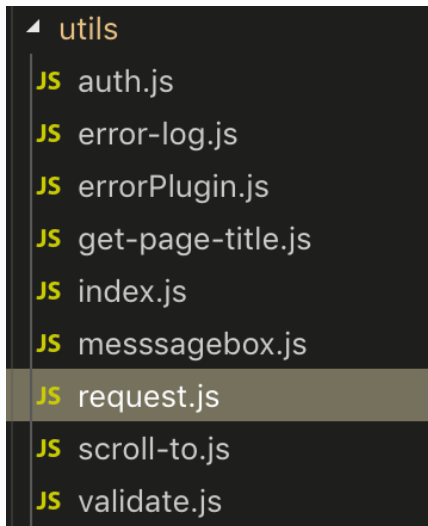 utils
JS auth.js
JS error-log.js
JS errorPlugin.js
JS get-page-title.js
JS index.js
JS messsagebox.js
JS request.js
JS scroll-to.js
JS validate.js